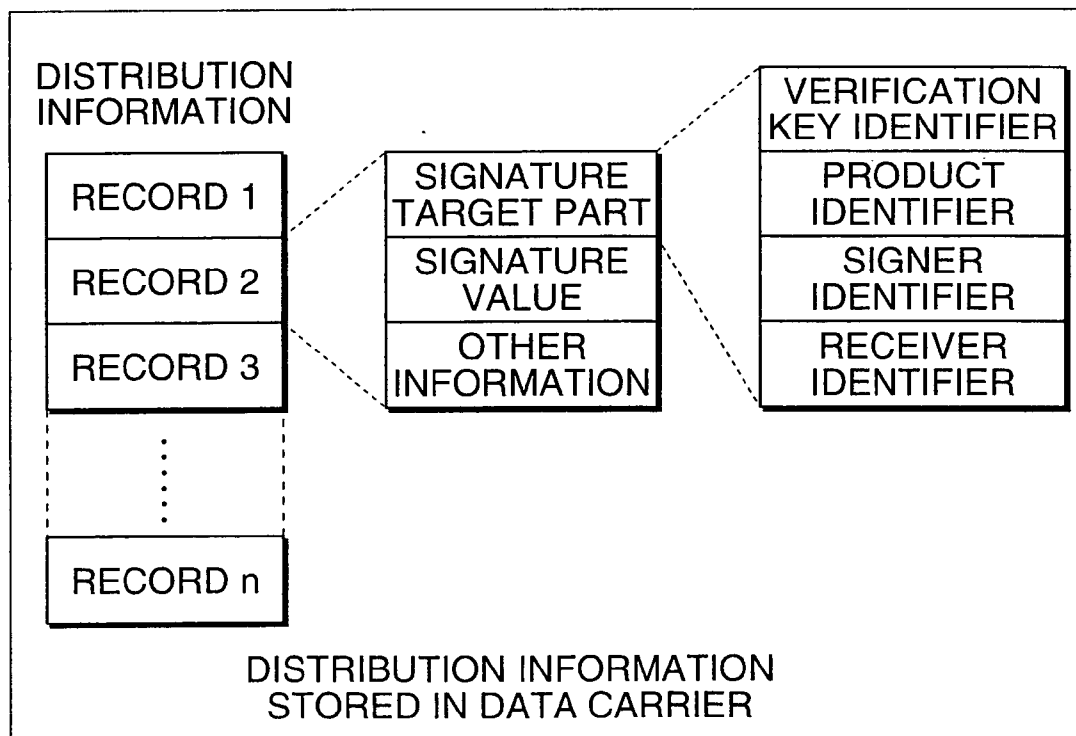 DISTRIBUTION
INFORMATION
RECORD 1
RECORD 2
RECORD 3
RECORD n
SIGNATURE
TARGET PART
SIGNATURE
VALUE
OTHER
INFORMATION
VERIFICATION
KEY IDENTIFIER
PRODUCT
IDENTIFIER
SIGNER
IDENTIFIER
RECEIVER
IDENTIFIER
DISTRIBUTION INFORMATION
STORED IN DATA CARRIER